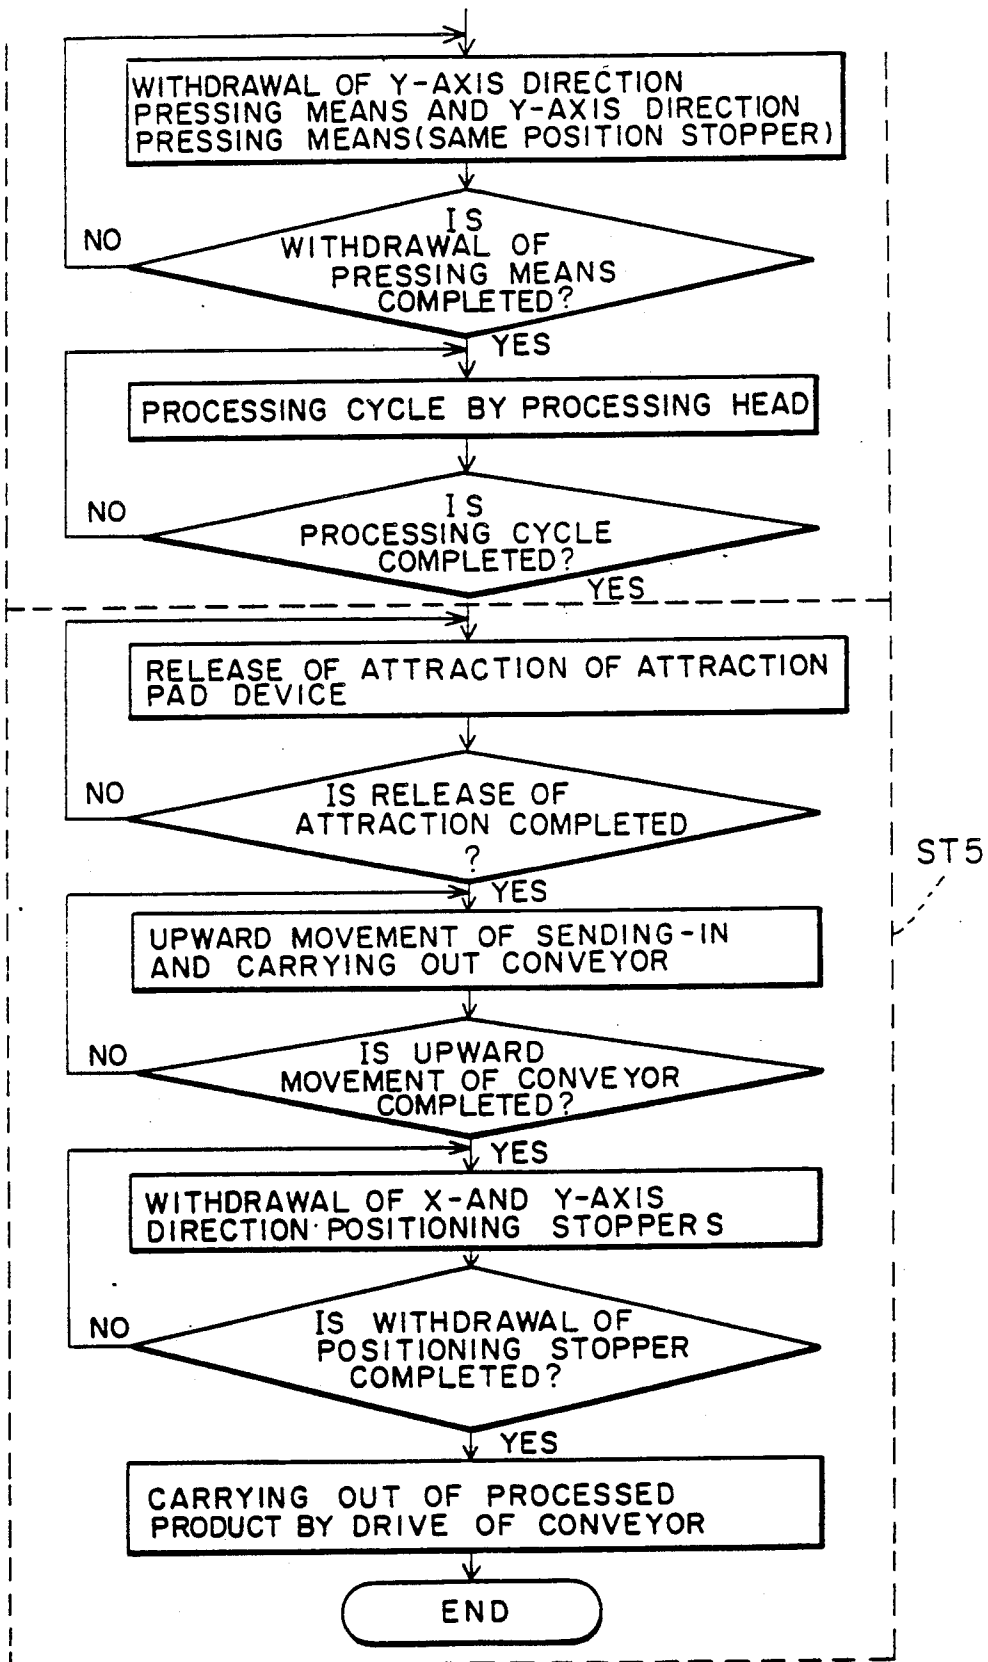 WITHDRAWAL OF Y-AXIS DIRECTION
PRESSING MEANS AND Y-AXIS DIRECTION
PRESSING MEANS(SAME POSITION STOPPER)
IS
WITHDRAWAL OF
PRESSING MEANS
COMPLETED?
NO
YES
PROCESSING CYCLE BY PROCESSING HEAD
IS
PROCESSING CYCLE
COMPLETED?
NO
YES
RELEASE OF ATTRACTION OF ATTRACTION
PAD DEVICE
IS RELEASE OF
ATTRACTION COMPLETED
?
NO
YES
ST5
UPWARD MOVEMENT OF SENDING-IN
AND CARRYING OUT CONVEYOR
IS UPWARD
MOVEMENT OF CONVEYOR
COMPLETED?
NO
YES
WITHDRAWAL OF X-AND Y-AXIS
DIRECTION POSITIONING STOPPERS
IS WITHDRAWAL OF
POSITIONING STOPPER
COMPLETED?
NO
YES
CARRYING OUT OF PROCESSED
PRODUCT BY DRIVE OF CONVEYOR
END